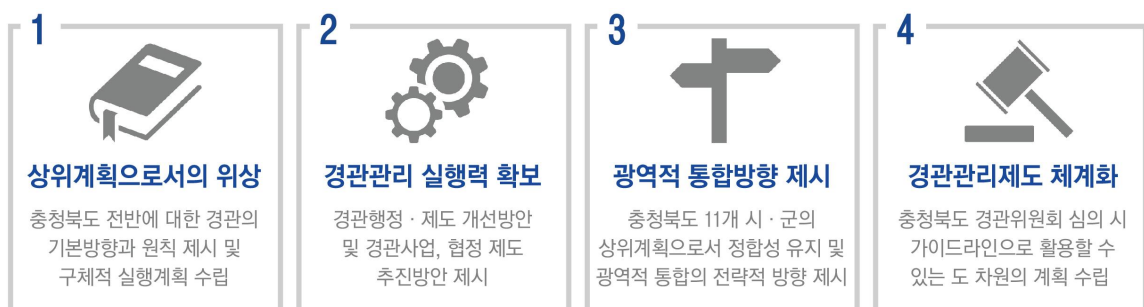 1
상위계획으로서의 위상
충청북도 전반에 대한 경관의
기본방향과 원칙 제시 및
구체적 실행계획 수립
2
경관관리 실행력 확보
경관행정 · 제도 개선방안
및 경관사업, 협정 제도
추진방안 제시
3
광역적 통합방향 제시
충청북도 11개 시 · 군의
상위계획으로서 정합성 유지 및
광역적 통합의 전략적 방향 제시
4
경관관리제도 체계화
충청북도 경관위원회 심의 시
가이드라인으로 활용할 수
있는 도 차원의 계획 수립